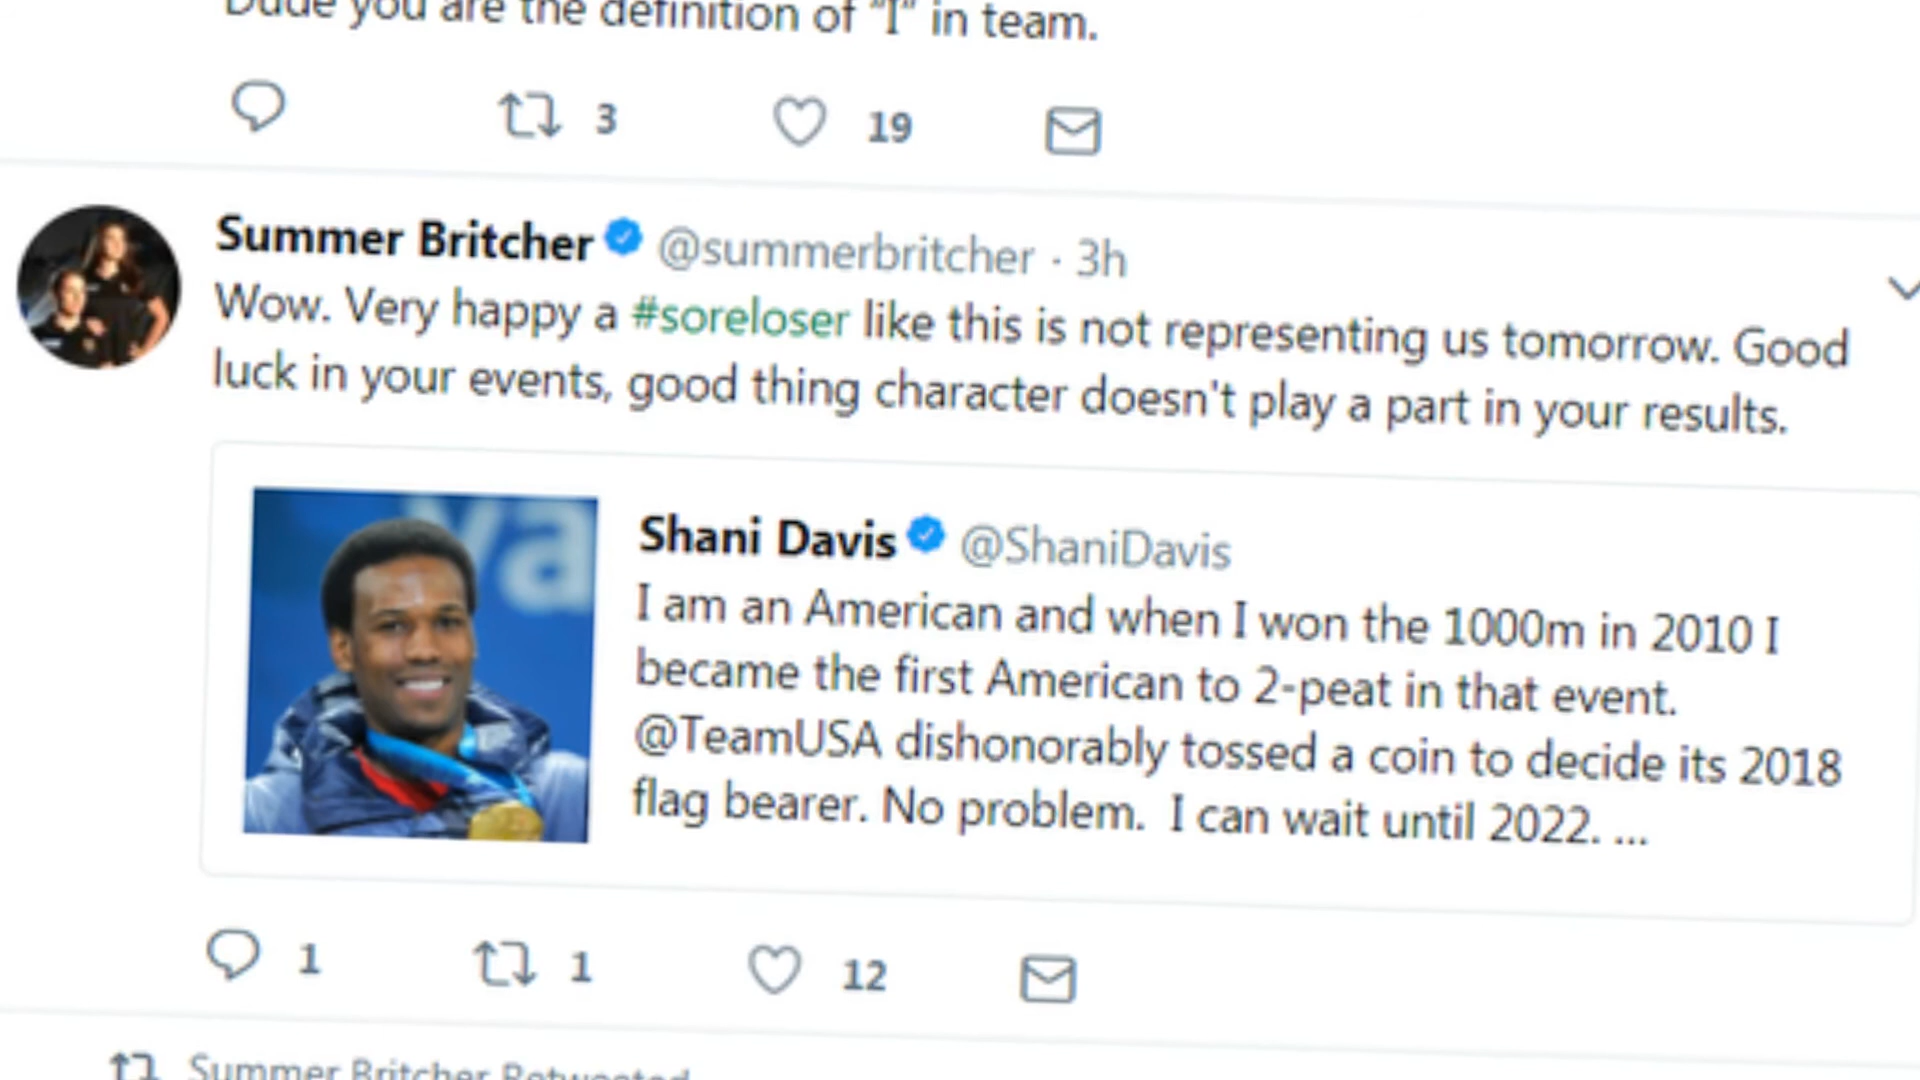 Dude you are the definition of "I" in team.
3 19
Summer Britcher @summerbritcher · 3h
Wow. Very happy a #soreloser like this is not representing us tomorrow. Good
luck in your events, good thing character doesn't play a part in your results.
va
Shani Davis @ShaniDavis
I am an American and when I won the 1000m in 2010 I
became the first American to 2-peat in that event.
@TeamUSA dishonorably tossed a coin to decide its 2018
flag bearer. No problem. I can wait until 2022. ...
1 1 12
Summer Britcher Retweeted